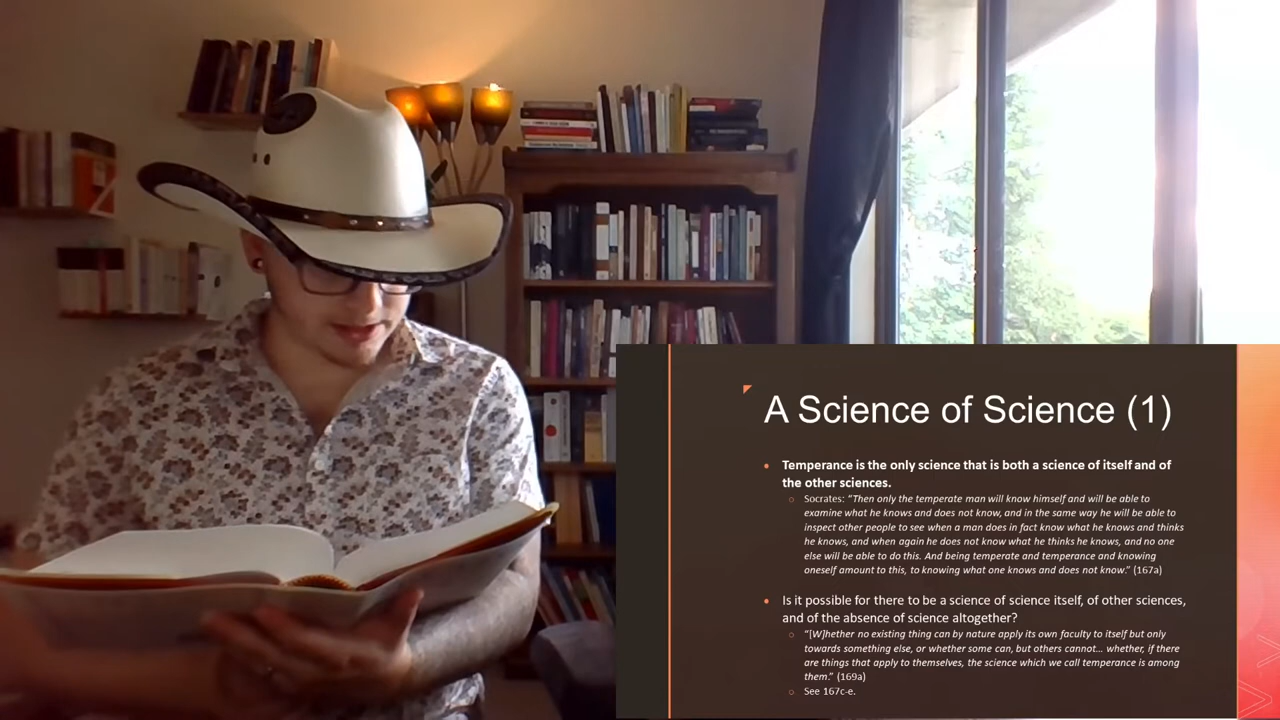 A Science of Science (1)
Temperance is the only science that is both a science of itself and of
the other sciences.
Socrates: “Then only the temperate man will know himself and will be able to
examine what he knows and does not know, and in the same way he will be able to
inspect other people to see when a man does in fact know what he knows and thinks
he knows, and when again he does not know what he thinks he knows, and no one
else will be able to do this. And being temperate and temperance and knowing
oneself amount to this, to knowing what one knows and does not know.” (167a)
Is it possible for there to be a science of science itself, of other sciences,
and of the absence of science altogether?
“[W]hether no existing thing can by nature apply its own faculty to itself but only
towards something else, or whether some can, but others cannot… whether, if there
are things that apply to themselves, the science which we call temperance is among
them.” (169a)
See 167c-e.